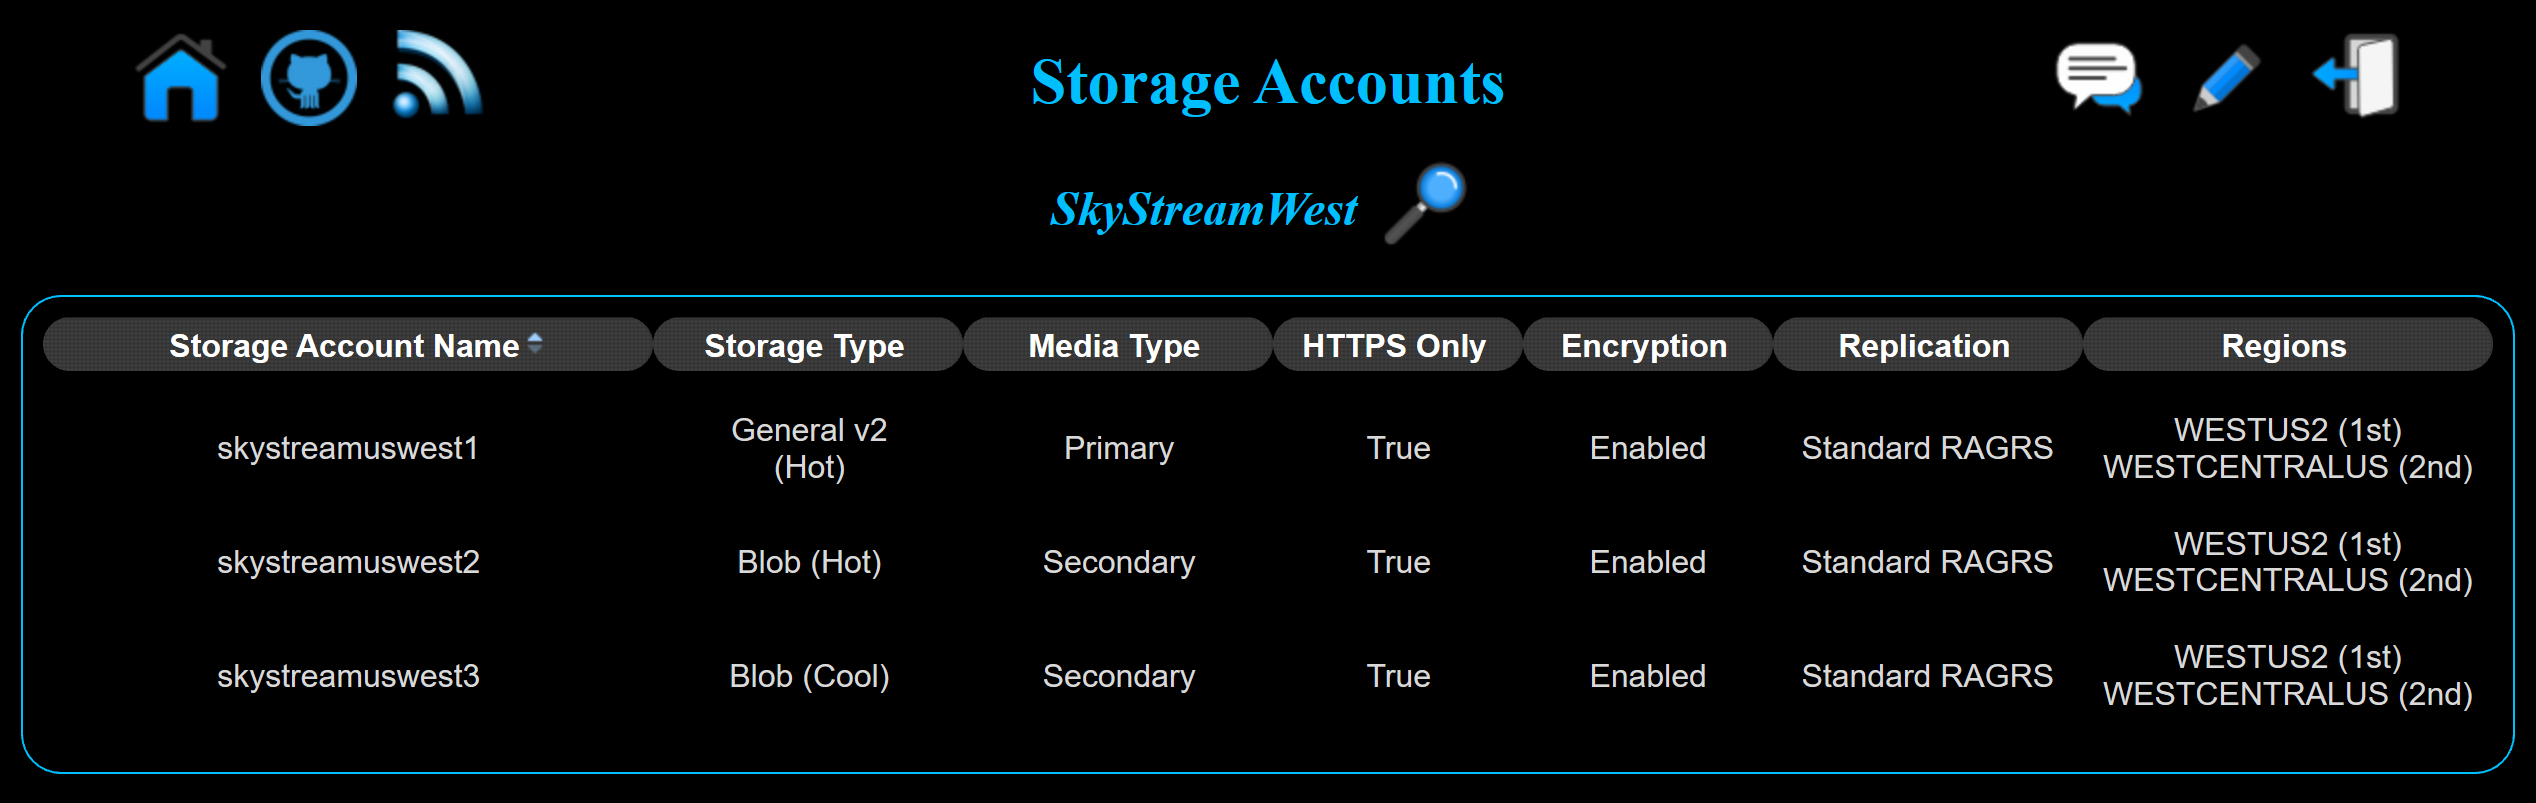 Storage Accounts
SkyStreamWest
Storage Account Name Storage Type Media Type HTTPS Only Encryption Replication Regions
skystreamuswest1 General v2 (Hot) Primary True Enabled Standard RAGRS WESTUS2 (1st) WESTCENTRALUS (2nd)
skystreamuswest2 Blob (Hot) Secondary True Enabled Standard RAGRS WESTUS2 (1st) WESTCENTRALUS (2nd)
skystreamuswest3 Blob (Cool) Secondary True Enabled Standard RAGRS WESTUS2 (1st) WESTCENTRALUS (2nd)